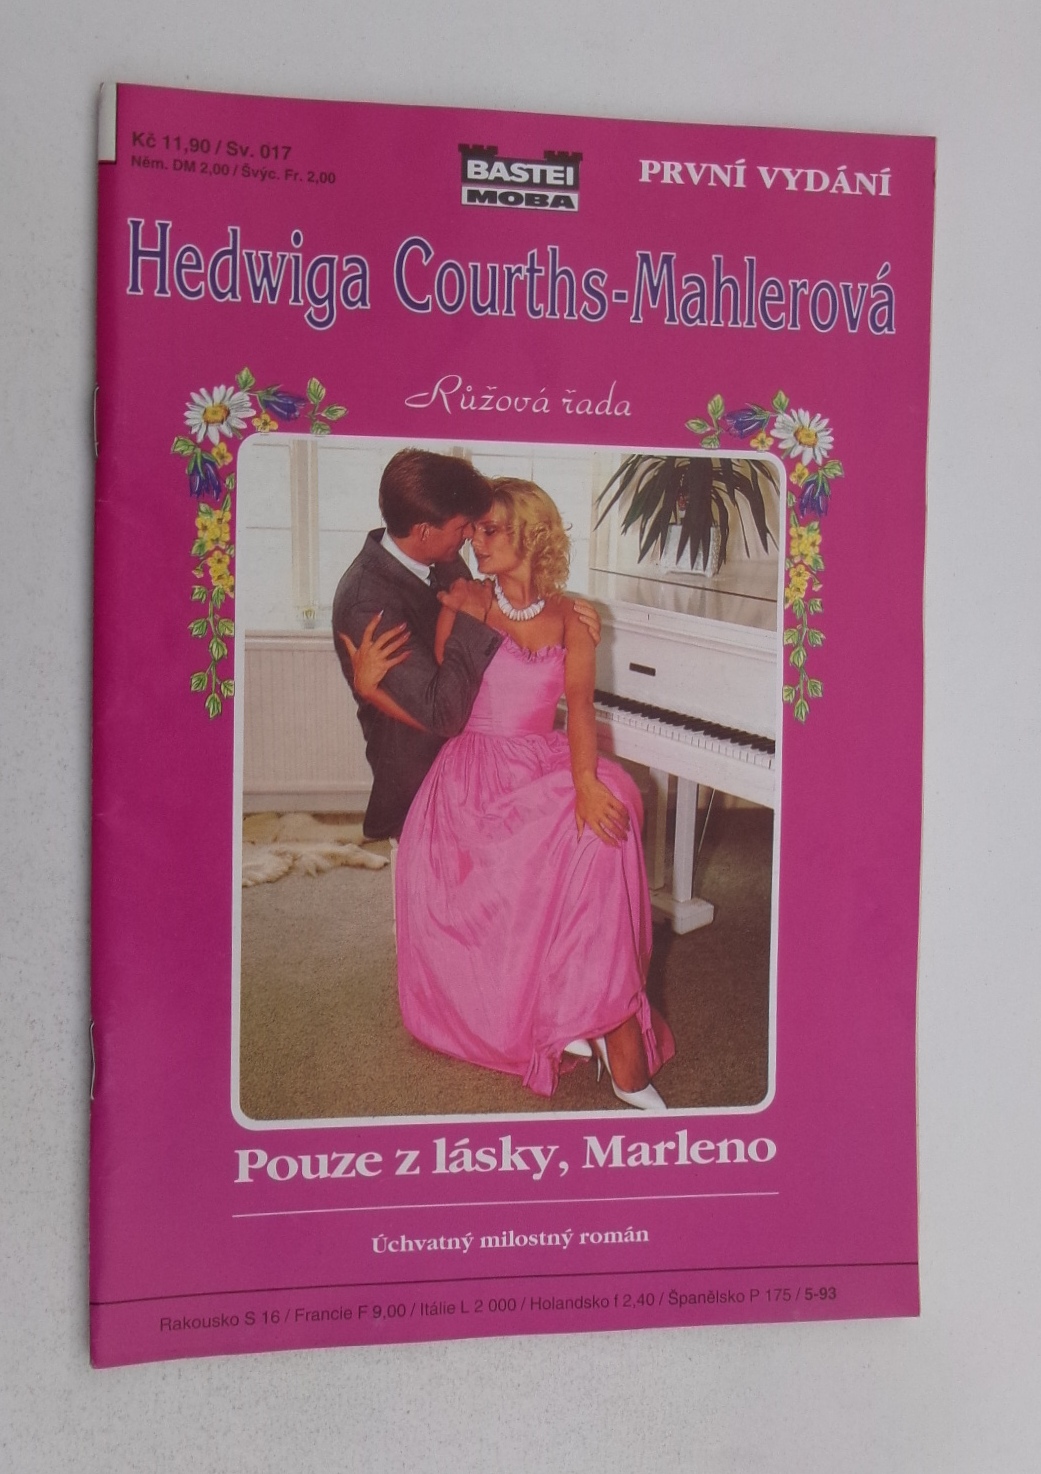 Kč 11,90 / Sv. 017
Něm. DM 2,00 / Švýc. Fr. 2,00
BASTEI
MOBA
PRVNÍ VYDÁNÍ
Hedwiga Courths-Mahlerová
Růžová řada
Pouze z lásky, Marleno
Úchvatný milostný román
Rakousko S 16 / Francie F 9,00 / Itálie L 2 000 / Holandsko f 2,40 / Španělsko P 175 / 5-93